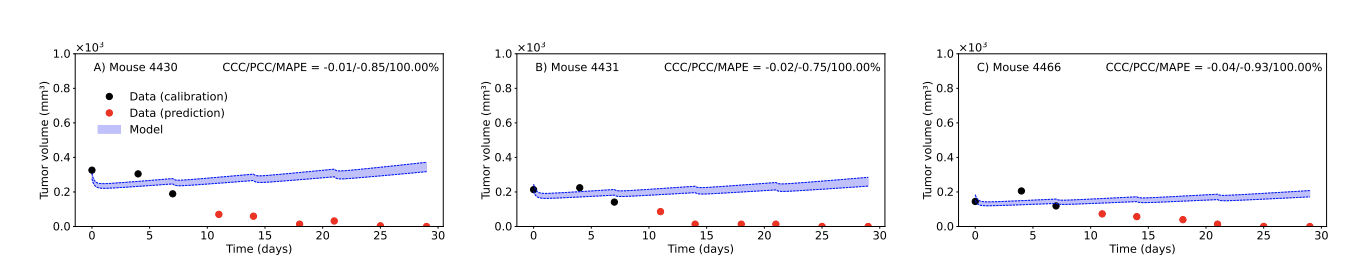 ×10³
1.0
A) Mouse 4430 CCC/PCC/MAPE = -0.01/-0.85/100.00%
0.8
Data (calibration)
Data (prediction)
Model
0.6
0.4
0.2
0.0
Tumor volume (mm³)
0 5 10 15 20 25 30
Time (days)
×10³
1.0
B) Mouse 4431 CCC/PCC/MAPE = -0.02/-0.75/100.00%
0.8
0.6
0.4
0.2
0.0
Tumor volume (mm³)
0 5 10 15 20 25 30
Time (days)
×10³
1.0
C) Mouse 4466 CCC/PCC/MAPE = -0.04/-0.93/100.00%
0.8
0.6
0.4
0.2
0.0
Tumor volume (mm³)
0 5 10 15 20 25 30
Time (days)